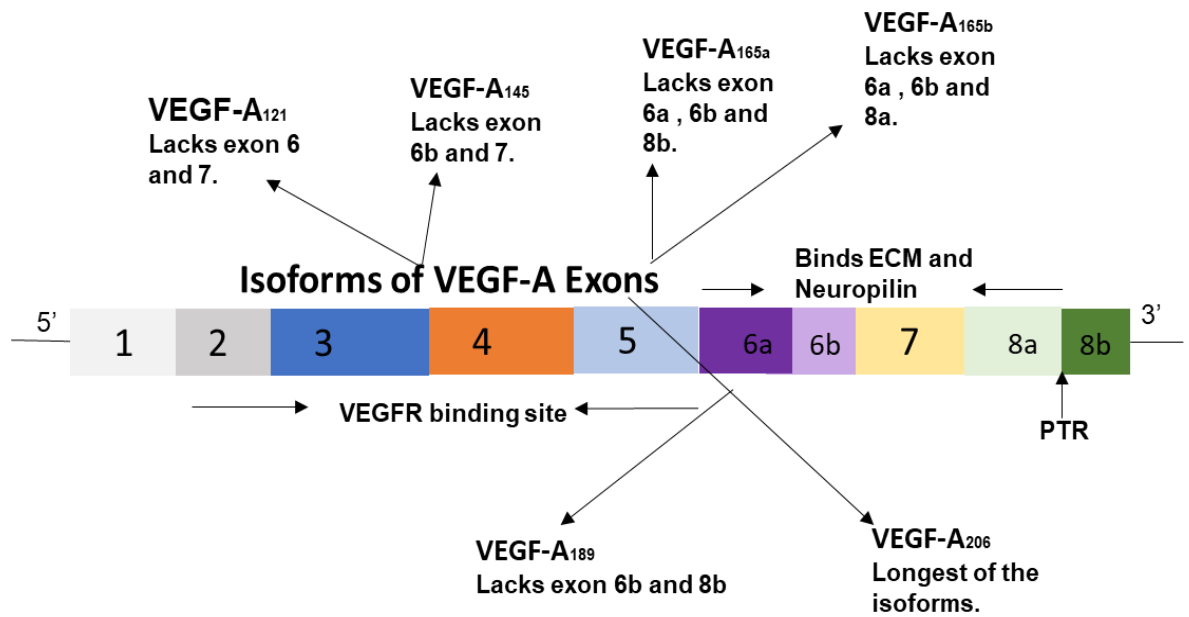 VEGF-A121
Lacks exon 6
and 7.
VEGF-A145
Lacks exon
6b and 7.
VEGF-A165a
Lacks exon
6a , 6b and
8b.
VEGF-A165b
Lacks exon
6a , 6b and
8a.
Isoforms of VEGF-A Exons
Binds ECM and
Neuropilin
5’
1
2
3
4
5
6a
6b
7
8a
8b
3’
VEGFR binding site
PTR
VEGF-A189
Lacks exon 6b and 8b
VEGF-A206
Longest of the
isoforms.